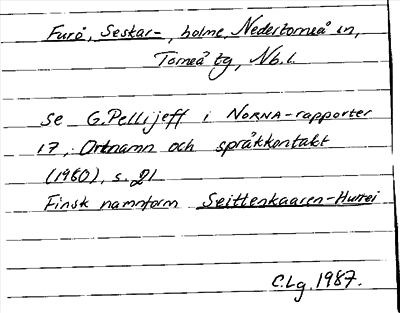 Furö, Seskar-, holme, Nedertorneå sn,
Torneå tg, Nb.l.
se G. Pellijeff i NORNA-rapporter
17, Ortnamn och språkkontakt
(1980), s. 21
Finsk namnform Seittenkaaren-Hurrei
C.Lg. 1987.